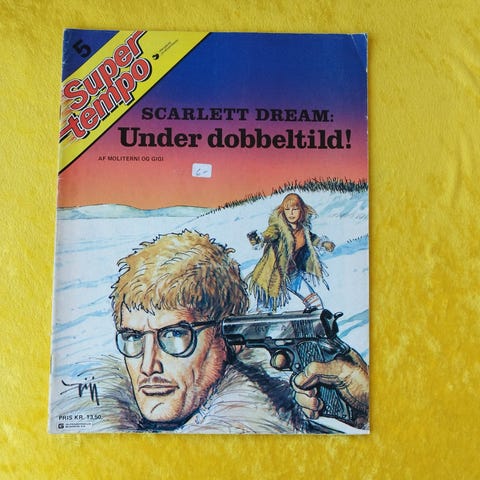 5
Super
tempo
SCARLETT DREAM:
Under dobbeltild!
AF MOLITERNI OG GIGI
6.-
PRIS KR. 13,50
G